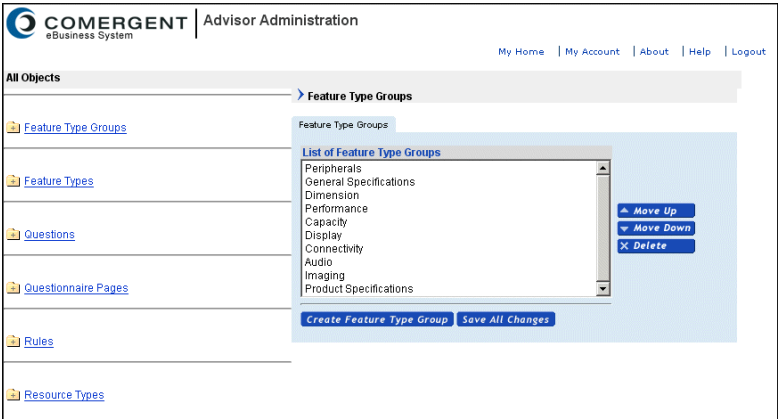 COMERGENT
eBusiness System
Advisor Administration
My Home | My Account | About | Help | Logout
All Objects
Feature Type Groups
Feature Types
Questions
Questionnaire Pages
Rules
Resource Types
Feature Type Groups
Feature Type Groups
List of Feature Type Groups
Peripherals
General Specifications
Dimension
Performance
Capacity
Display
Connectivity
Audio
Imaging
Product Specifications
Move Up
Move Down
X Delete
Create Feature Type Group
Save All Changes